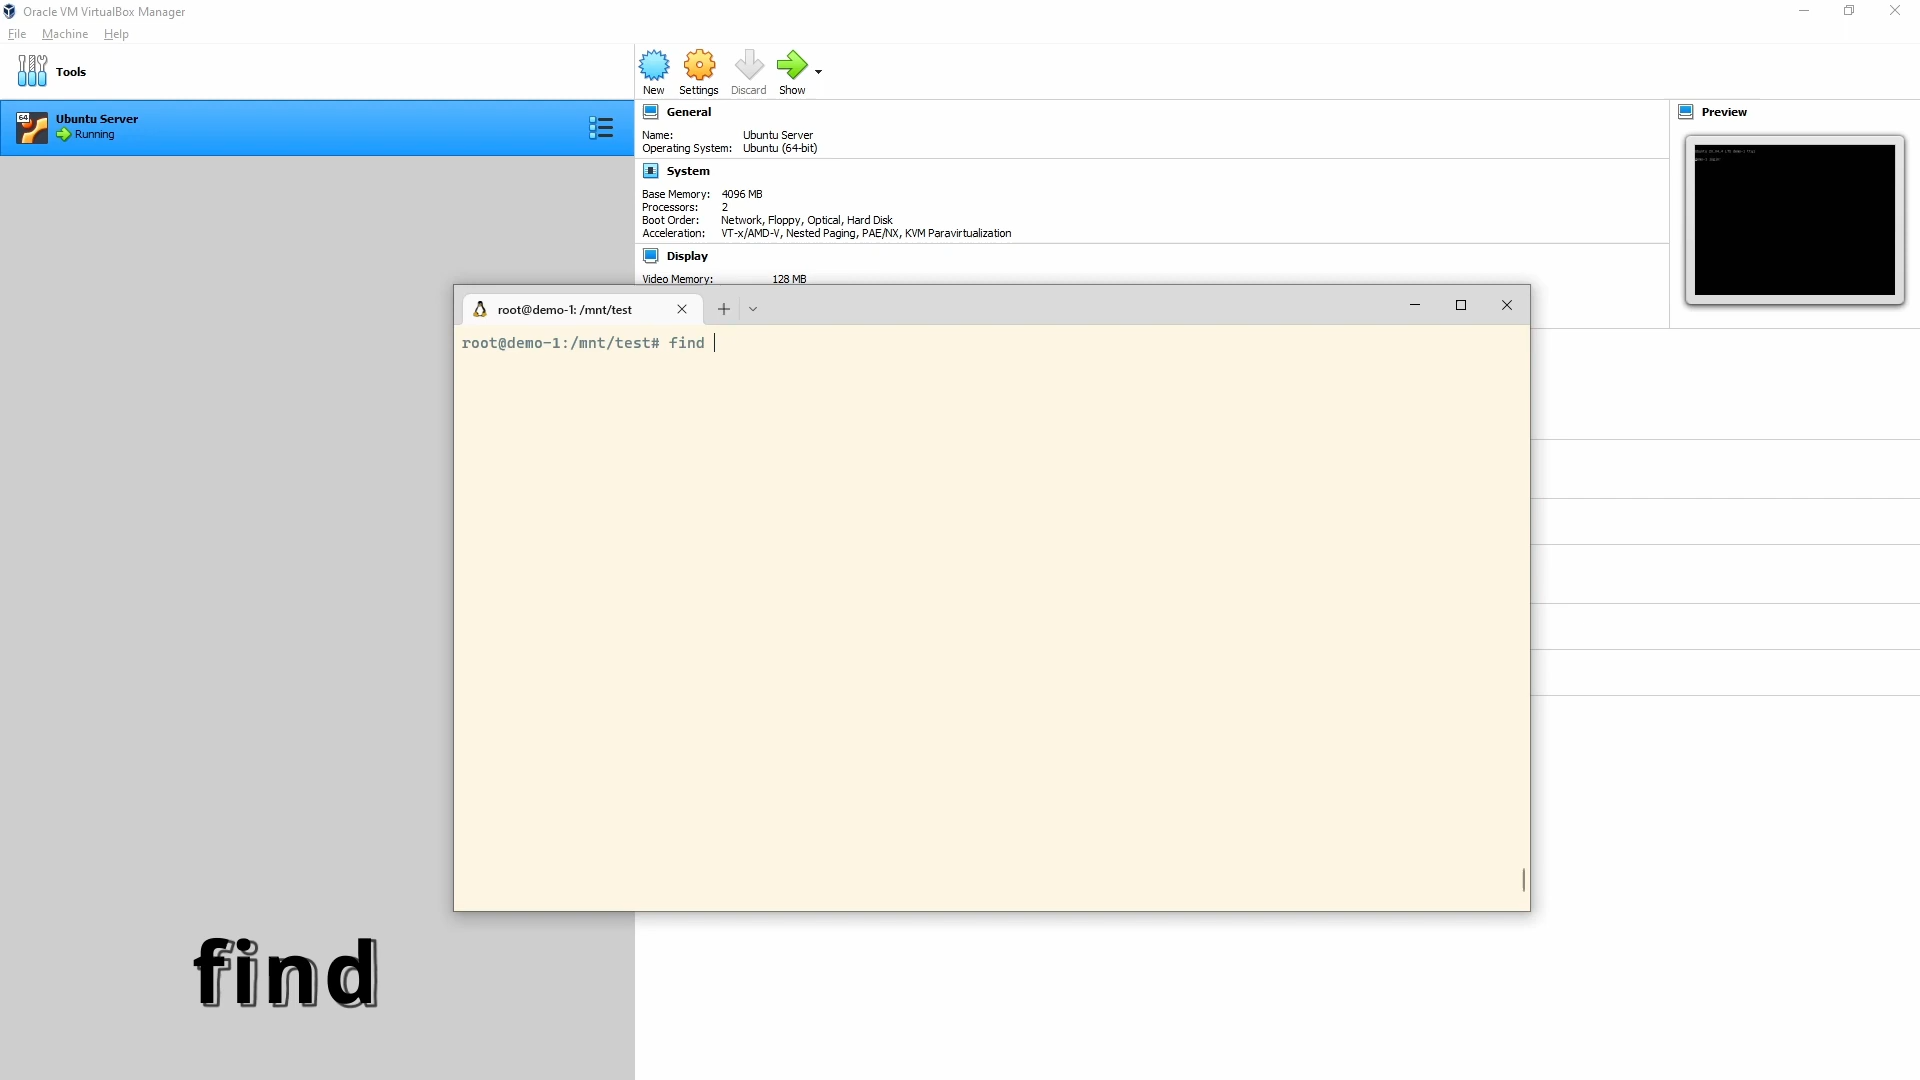 Oracle VM VirtualBox Manager
File Machine Help
Tools
New Settings Discard Show
64
Ubuntu Server
Running
General
Name: Ubuntu Server
Operating System: Ubuntu (64-bit)
System
Base Memory: 4096 MB
Processors: 2
Boot Order: Network, Floppy, Optical, Hard Disk
Acceleration: VT-x/AMD-V, Nested Paging, PAE/NX, KVM Paravirtualization
Display
Video Memory: 128 MB
Preview
root@demo-1: /mnt/test
root@demo-1:/mnt/test# find
find